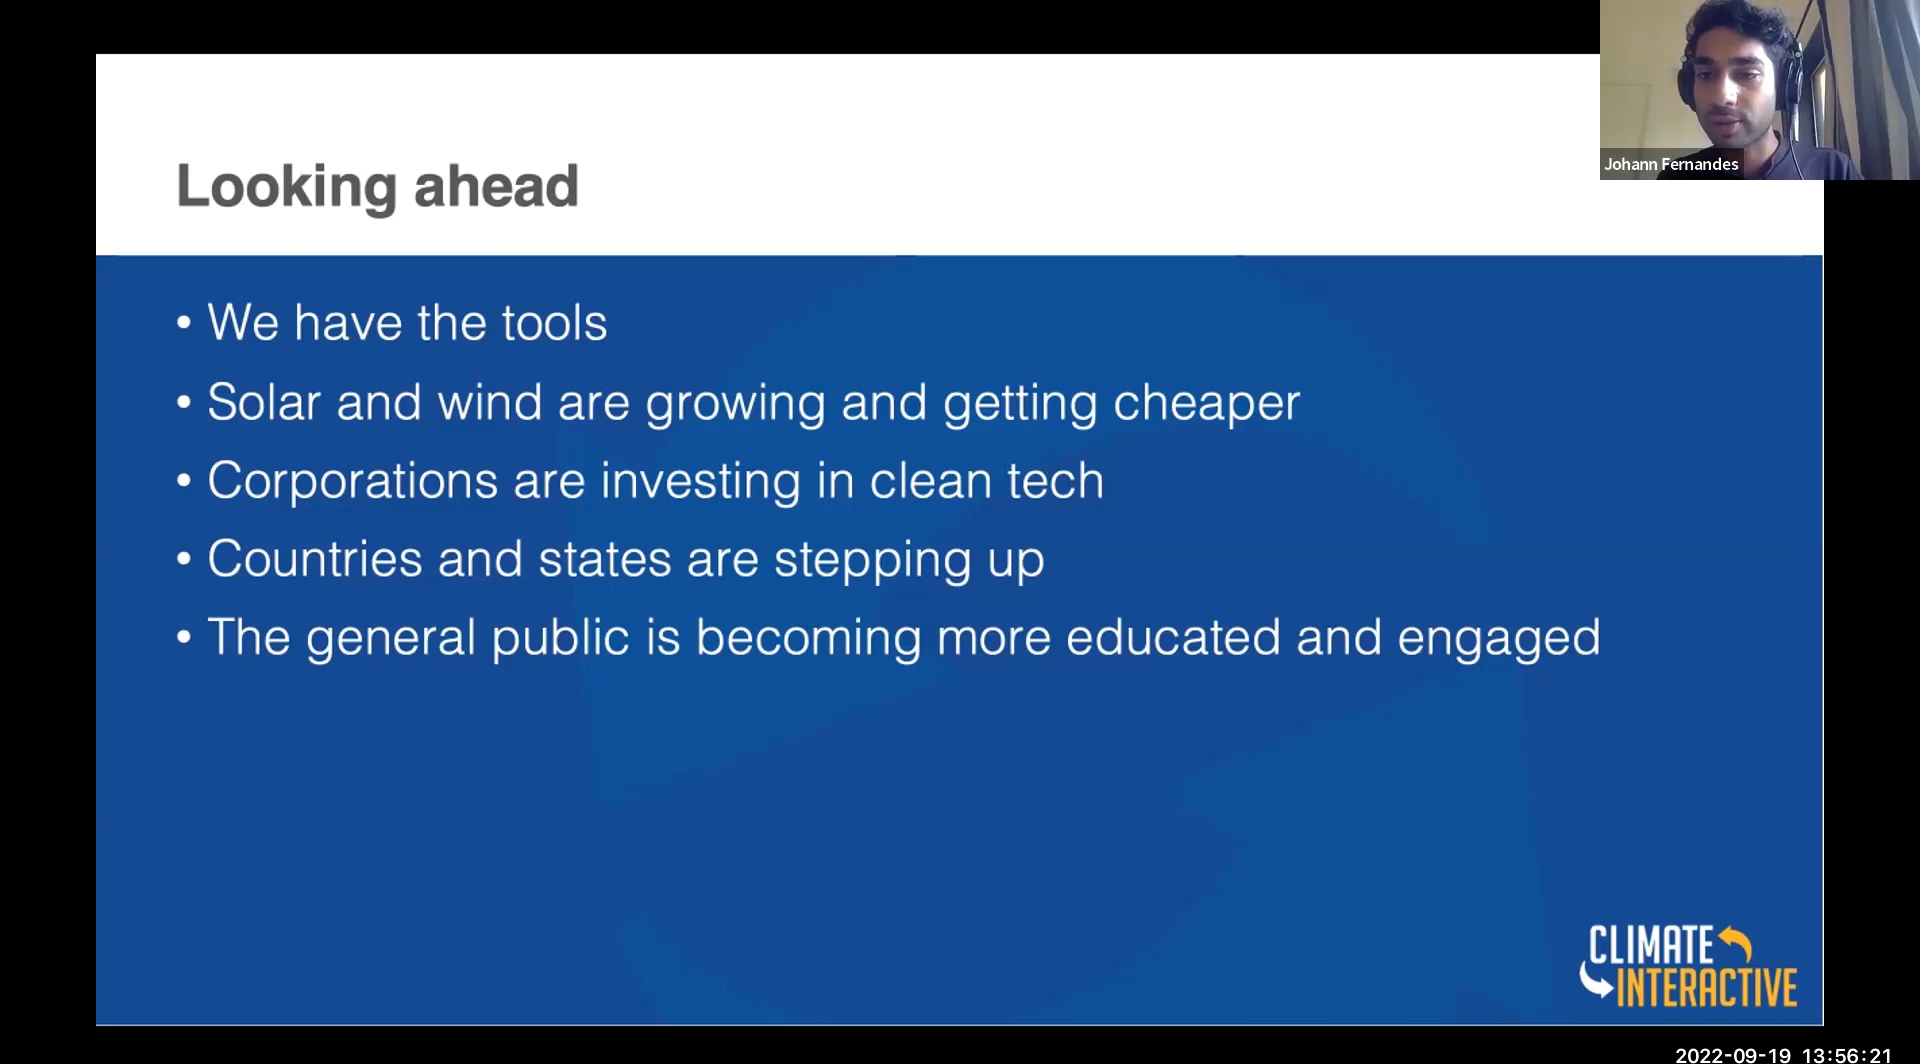 Johann Fernandes
Looking ahead
• We have the tools
• Solar and wind are growing and getting cheaper
• Corporations are investing in clean tech
• Countries and states are stepping up
• The general public is becoming more educated and engaged
CLIMATE
INTERACTIVE
2022-09-19 13:56:21